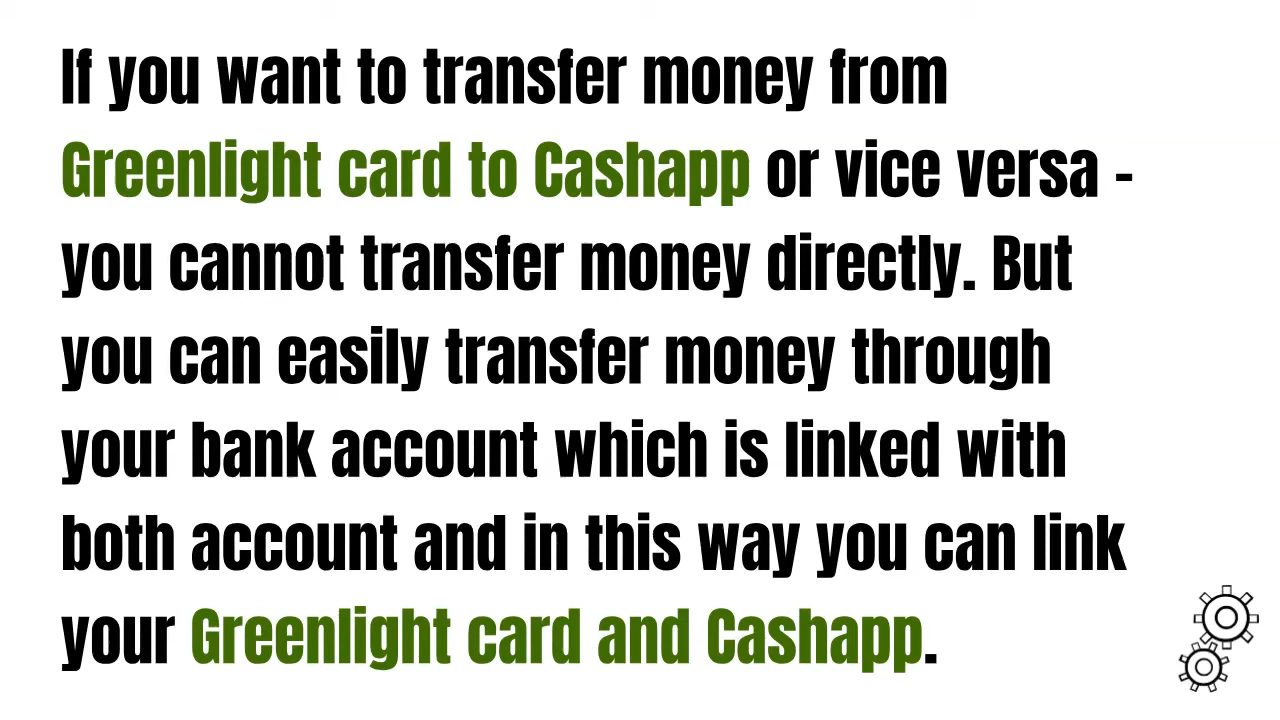 If you want to transfer money from
Greenlight card to Cashapp or vice versa -
you cannot transfer money directly. But
you can easily transfer money through
your bank account which is linked with
both account and in this way you can link
your Greenlight card and Cashapp.